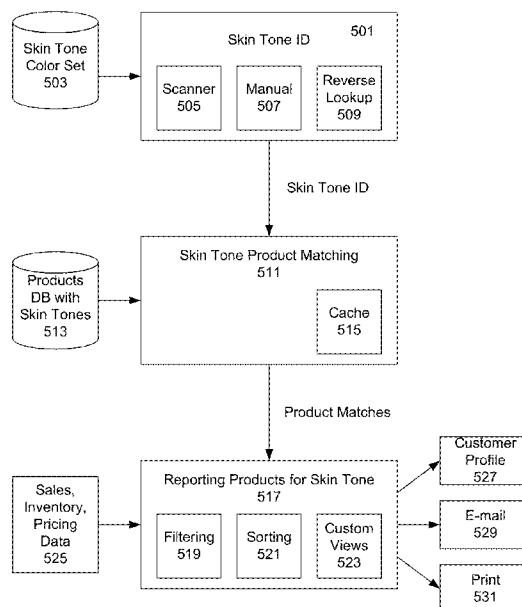 Skin Tone
Color Set
503
Skin Tone ID
501
Scanner
505
Manual
507
Reverse
Lookup
509
Skin Tone ID
Skin Tone Product Matching
511
Products
DB with
Skin Tones
513
Cache
515
Product Matches
Reporting Products for Skin Tone
517
Sales,
Inventory,
Pricing
Data
525
Filtering
519
Sorting
521
Custom
Views
523
Customer
Profile
527
E-mail
529
Print
531